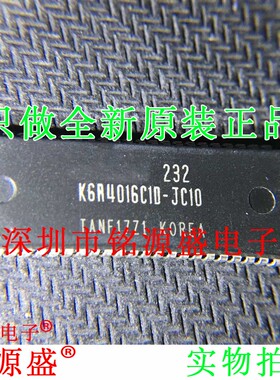 只做全新原装正品
232
K6R4016C1D-JC10
TANF17Z1 KOREA
深圳市铭源盛电子
电子®
源盛®
实物拍